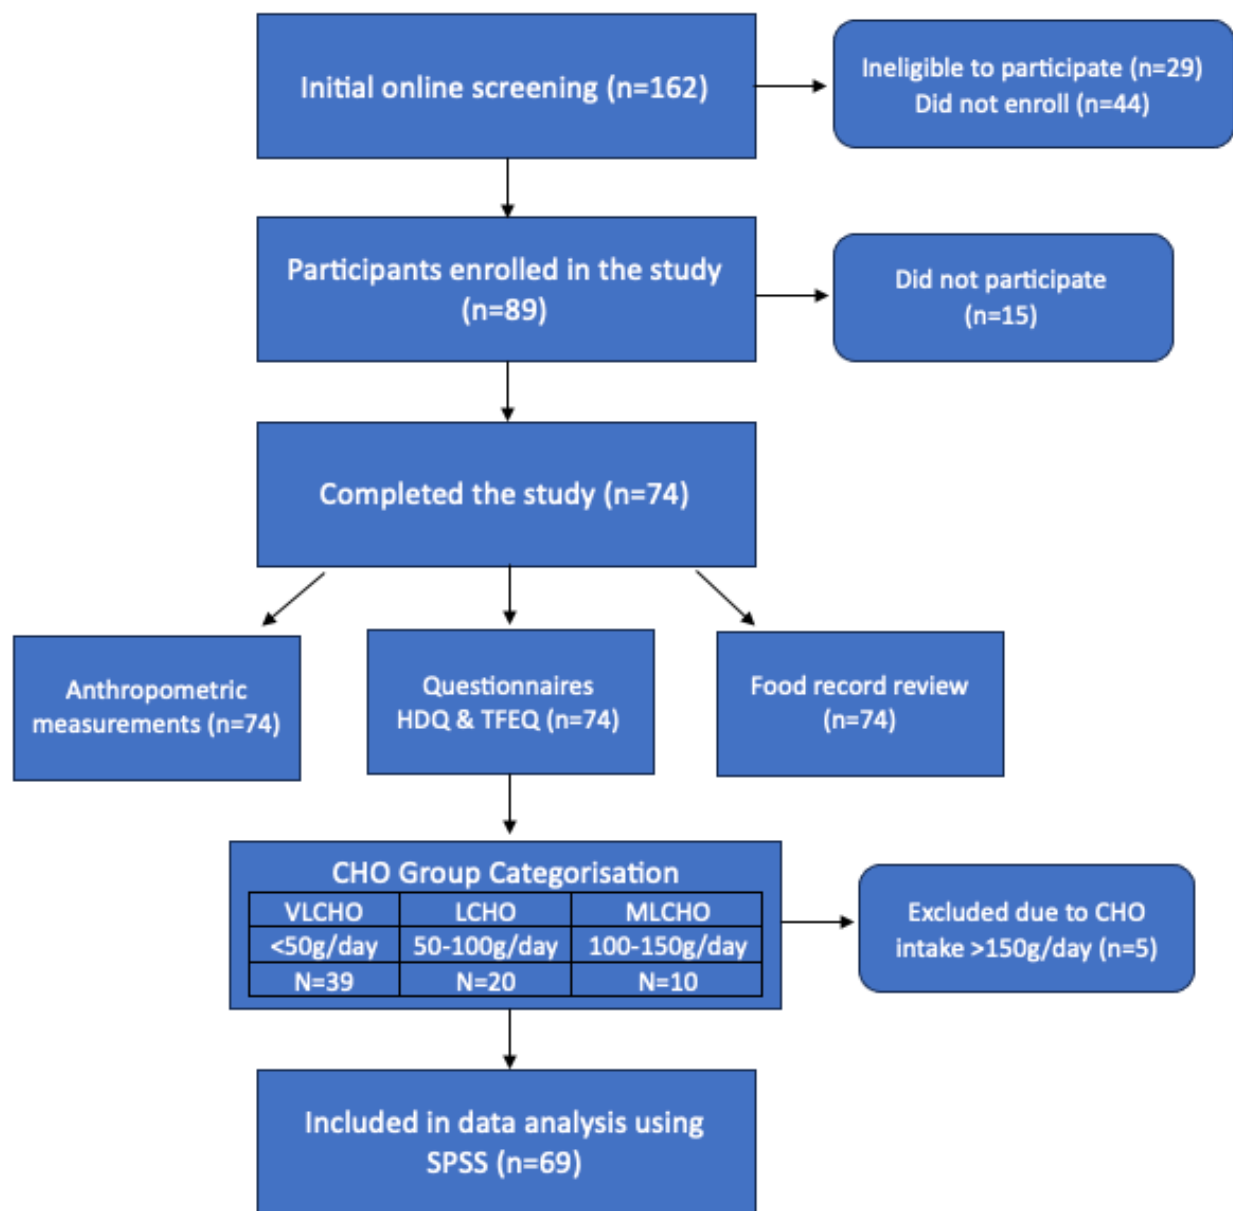 Initial online screening (n=162)
Ineligible to participate (n=29)
Did not enroll (n=44)
Participants enrolled in the study
(n=89)
Did not participate
(n=15)
Completed the study (n=74)
Anthropometric
measurements (n=74)
Questionnaires
HDQ & TFEQ (n=74)
Food record review
(n=74)
CHO Group Categorisation
VLCHO LCHO MLCHO
<50g/day 50-100g/day 100-150g/day
N=39 N=20 N=10
Excluded due to CHO
intake >150g/day (n=5)
Included in data analysis using
SPSS (n=69)